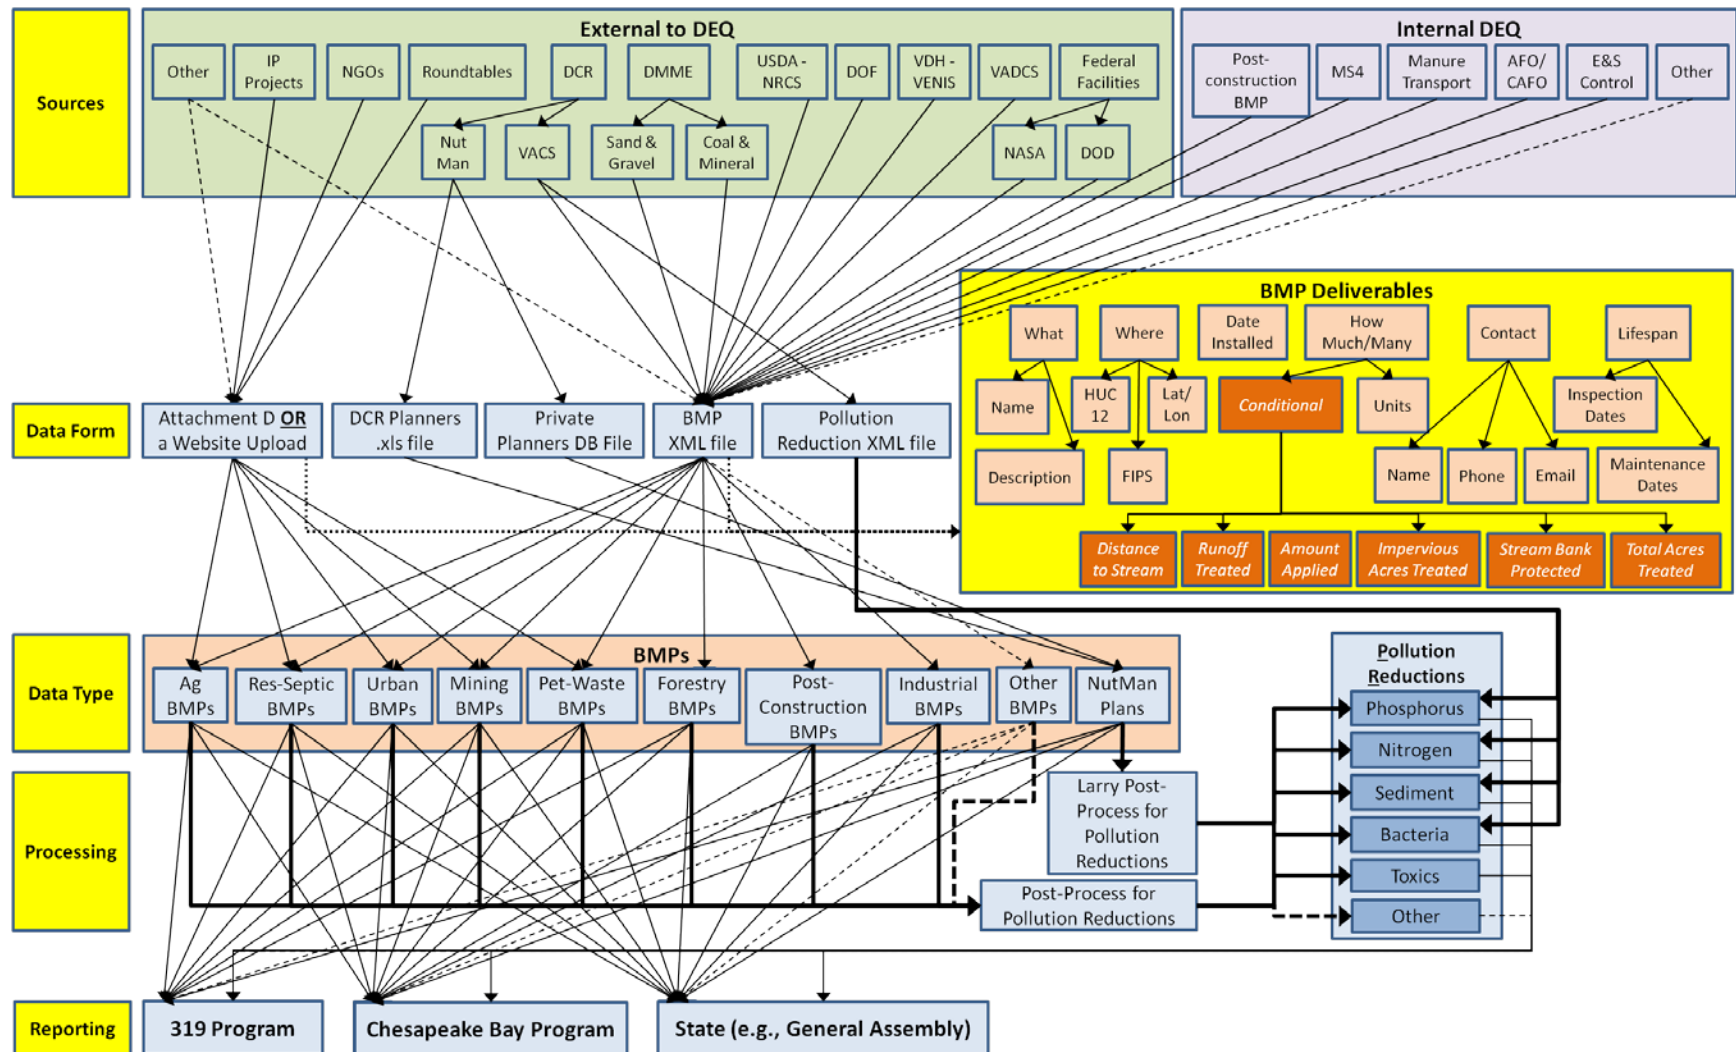 External to DEQ
Internal DEQ
Sources
Other
IP
Projects
NGOs
Roundtables
DCR
DMME
USDA -
NRCS
DOF
VDH -
VENIS
VADCS
Federal
Facilities
Post-
construction
BMP
MS4
Manure
Transport
AFO/
CAFO
E&S
Control
Other
Nut
Man
VACS
Sand &
Gravel
Coal &
Mineral
NASA
DOD
BMP Deliverables
What
Where
Date
Installed
How
Much/Many
Contact
Lifespan
Name
HUC
12
Lat/
Lon
Conditional
Units
Inspection
Dates
Description
FIPS
Name
Phone
Email
Maintenance
Dates
Distance
to Stream
Runoff
Treated
Amount
Applied
Impervious
Acres Treated
Stream Bank
Protected
Total Acres
Treated
Data Form
Attachment D OR
a Website Upload
DCR Planners
.xls file
Private
Planners DB File
BMP
XML file
Pollution
Reduction XML file
Data Type
BMPs
Ag
BMPs
Res-Septic
BMPs
Urban
BMPs
Mining
BMPs
Pet-Waste
BMPs
Forestry
BMPs
Post-
Construction
BMPs
Industrial
BMPs
Other
BMPs
NutMan
Plans
Pollution
Reductions
Phosphorus
Nitrogen
Sediment
Bacteria
Toxics
Other
Processing
Larry Post-
Process for
Pollution
Reductions
Post-Process for
Pollution Reductions
Reporting
319 Program
Chesapeake Bay Program
State (e.g., General Assembly)